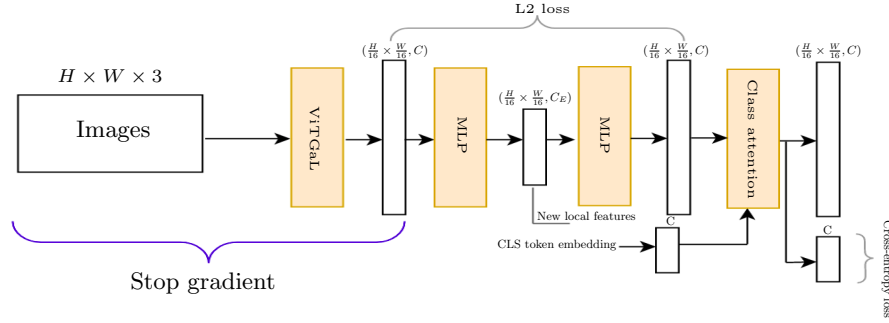 L2 loss
(H/16 × W/16, C)
(H/16 × W/16, C)
(H/16 × W/16, C)
H × W × 3
(H/16 × W/16, C_E)
Images
ViTGaL
MLP
MLP
Class attention
New local features
C
CLS token embedding
C
Cross-entropy loss
Stop gradient